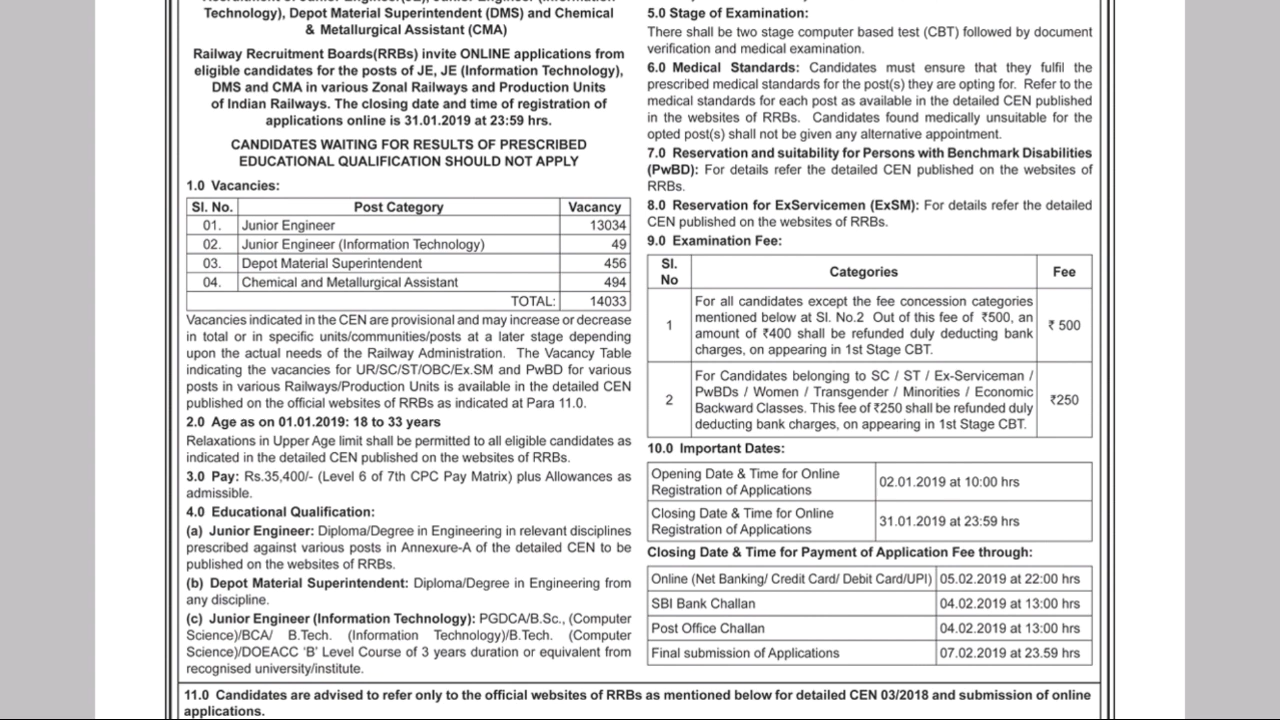 Recruitment of Junior Engineer(JE), Junior Engineer (Information
Technology), Depot Material Superintendent (DMS) and Chemical
& Metallurgical Assistant (CMA)
Railway Recruitment Boards(RRBs) invite ONLINE applications from
eligible candidates for the posts of JE, JE (Information Technology),
DMS and CMA in various Zonal Railways and Production Units
of Indian Railways. The closing date and time of registration of
applications online is 31.01.2019 at 23:59 hrs.
CANDIDATES WAITING FOR RESULTS OF PRESCRIBED
EDUCATIONAL QUALIFICATION SHOULD NOT APPLY
1.0 Vacancies:
Sl. No. Post Category Vacancy
01. Junior Engineer 13034
02. Junior Engineer (Information Technology) 49
03. Depot Material Superintendent 456
04. Chemical and Metallurgical Assistant 494
TOTAL: 14033
Vacancies indicated in the CEN are provisional and may increase or decrease
in total or in specific units/communities/posts at a later stage depending
upon the actual needs of the Railway Administration. The Vacancy Table
indicating the vacancies for UR/SC/ST/OBC/Ex.SM and PwBD for various
posts in various Railways/Production Units is available in the detailed CEN
published on the official websites of RRBs as indicated at Para 11.0.
2.0 Age as on 01.01.2019: 18 to 33 years
Relaxations in Upper Age limit shall be permitted to all eligible candidates as
indicated in the detailed CEN published on the websites of RRBs.
3.0 Pay: Rs.35,400/- (Level 6 of 7th CPC Pay Matrix) plus Allowances as
admissible.
4.0 Educational Qualification:
(a) Junior Engineer: Diploma/Degree in Engineering in relevant disciplines
prescribed against various posts in Annexure-A of the detailed CEN to be
published on the websites of RRBs.
(b) Depot Material Superintendent: Diploma/Degree in Engineering from
any discipline.
(c) Junior Engineer (Information Technology): PGDCA/B.Sc., (Computer
Science)/BCA/ B.Tech. (Information Technology)/B.Tech. (Computer
Science)/DOEACC 'B' Level Course of 3 years duration or equivalent from
recognised university/institute.
5.0 Stage of Examination:
There shall be two stage computer based test (CBT) followed by document
verification and medical examination.
6.0 Medical Standards: Candidates must ensure that they fulfil the
prescribed medical standards for the post(s) they are opting for. Refer to the
medical standards for each post as available in the detailed CEN published
in the websites of RRBs. Candidates found medically unsuitable for the
opted post(s) shall not be given any alternative appointment.
7.0 Reservation and suitability for Persons with Benchmark Disabilities
(PwBD): For details refer the detailed CEN published on the websites of
RRBs.
8.0 Reservation for ExServicemen (ExSM): For details refer the detailed
CEN published on the websites of RRBs.
9.0 Examination Fee:
Sl. No Categories Fee
1 For all candidates except the fee concession categories
mentioned below at Sl. No.2 Out of this fee of ₹500, an
amount of ₹400 shall be refunded duly deducting bank
charges, on appearing in 1st Stage CBT. ₹ 500
2 For Candidates belonging to SC / ST / Ex-Serviceman /
PwBDs / Women / Transgender / Minorities / Economic
Backward Classes. This fee of ₹250 shall be refunded duly
deducting bank charges, on appearing in 1st Stage CBT. ₹250
10.0 Important Dates:
Opening Date & Time for Online
Registration of Applications 02.01.2019 at 10:00 hrs
Closing Date & Time for Online
Registration of Applications 31.01.2019 at 23:59 hrs
Closing Date & Time for Payment of Application Fee through:
Online (Net Banking/ Credit Card/ Debit Card/UPI) 05.02.2019 at 22:00 hrs
SBI Bank Challan 04.02.2019 at 13:00 hrs
Post Office Challan 04.02.2019 at 13:00 hrs
Final submission of Applications 07.02.2019 at 23.59 hrs
11.0 Candidates are advised to refer only to the official websites of RRBs as mentioned below for detailed CEN 03/2018 and submission of online
applications.